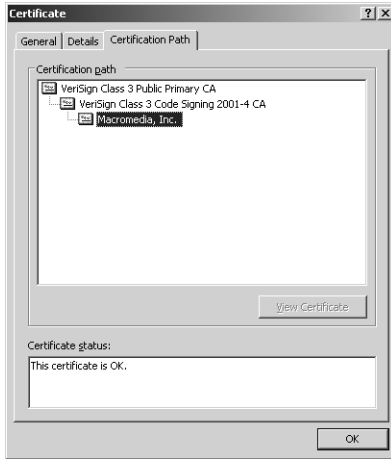 Certificate
General Details Certification Path
Certification path
VeriSign Class 3 Public Primary CA
VeriSign Class 3 Code Signing 2001-4 CA
Macromedia, Inc.
View Certificate
Certificate status:
This certificate is OK.
OK